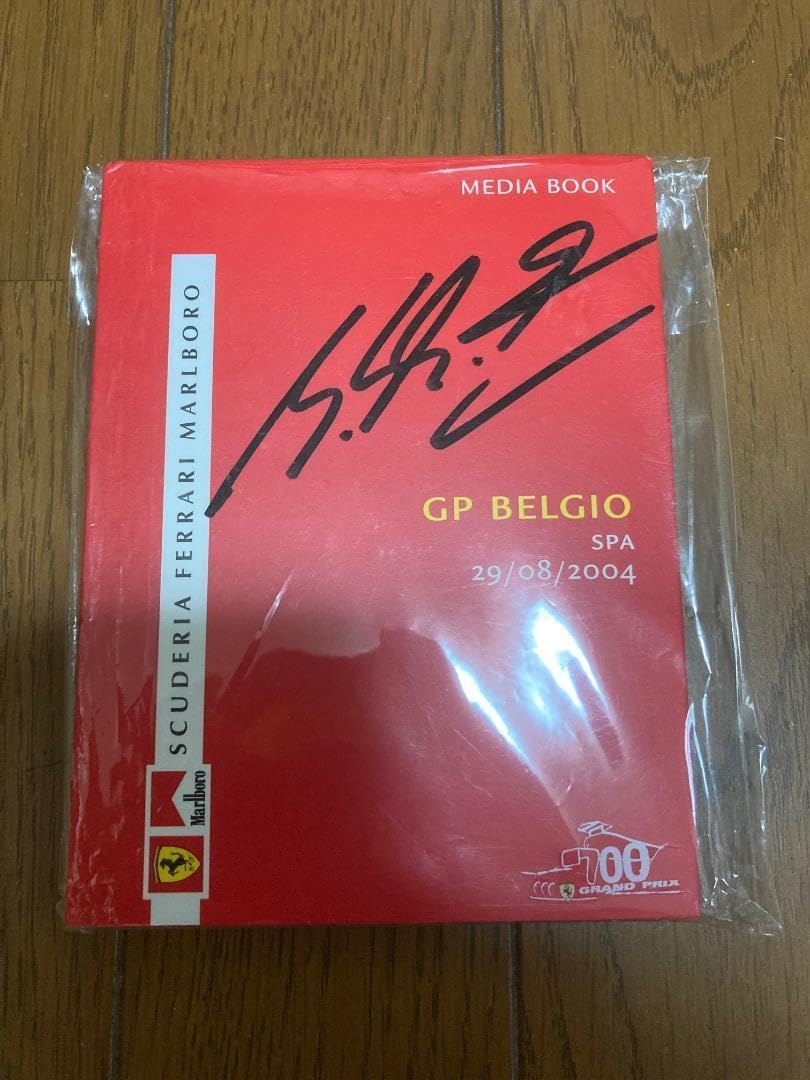 MEDIA BOOK
SCUDERIA FERRARI MARLBORO
GP BELGIO
SPA
29/08/2004
Marlboro
700
GRAND PRIX